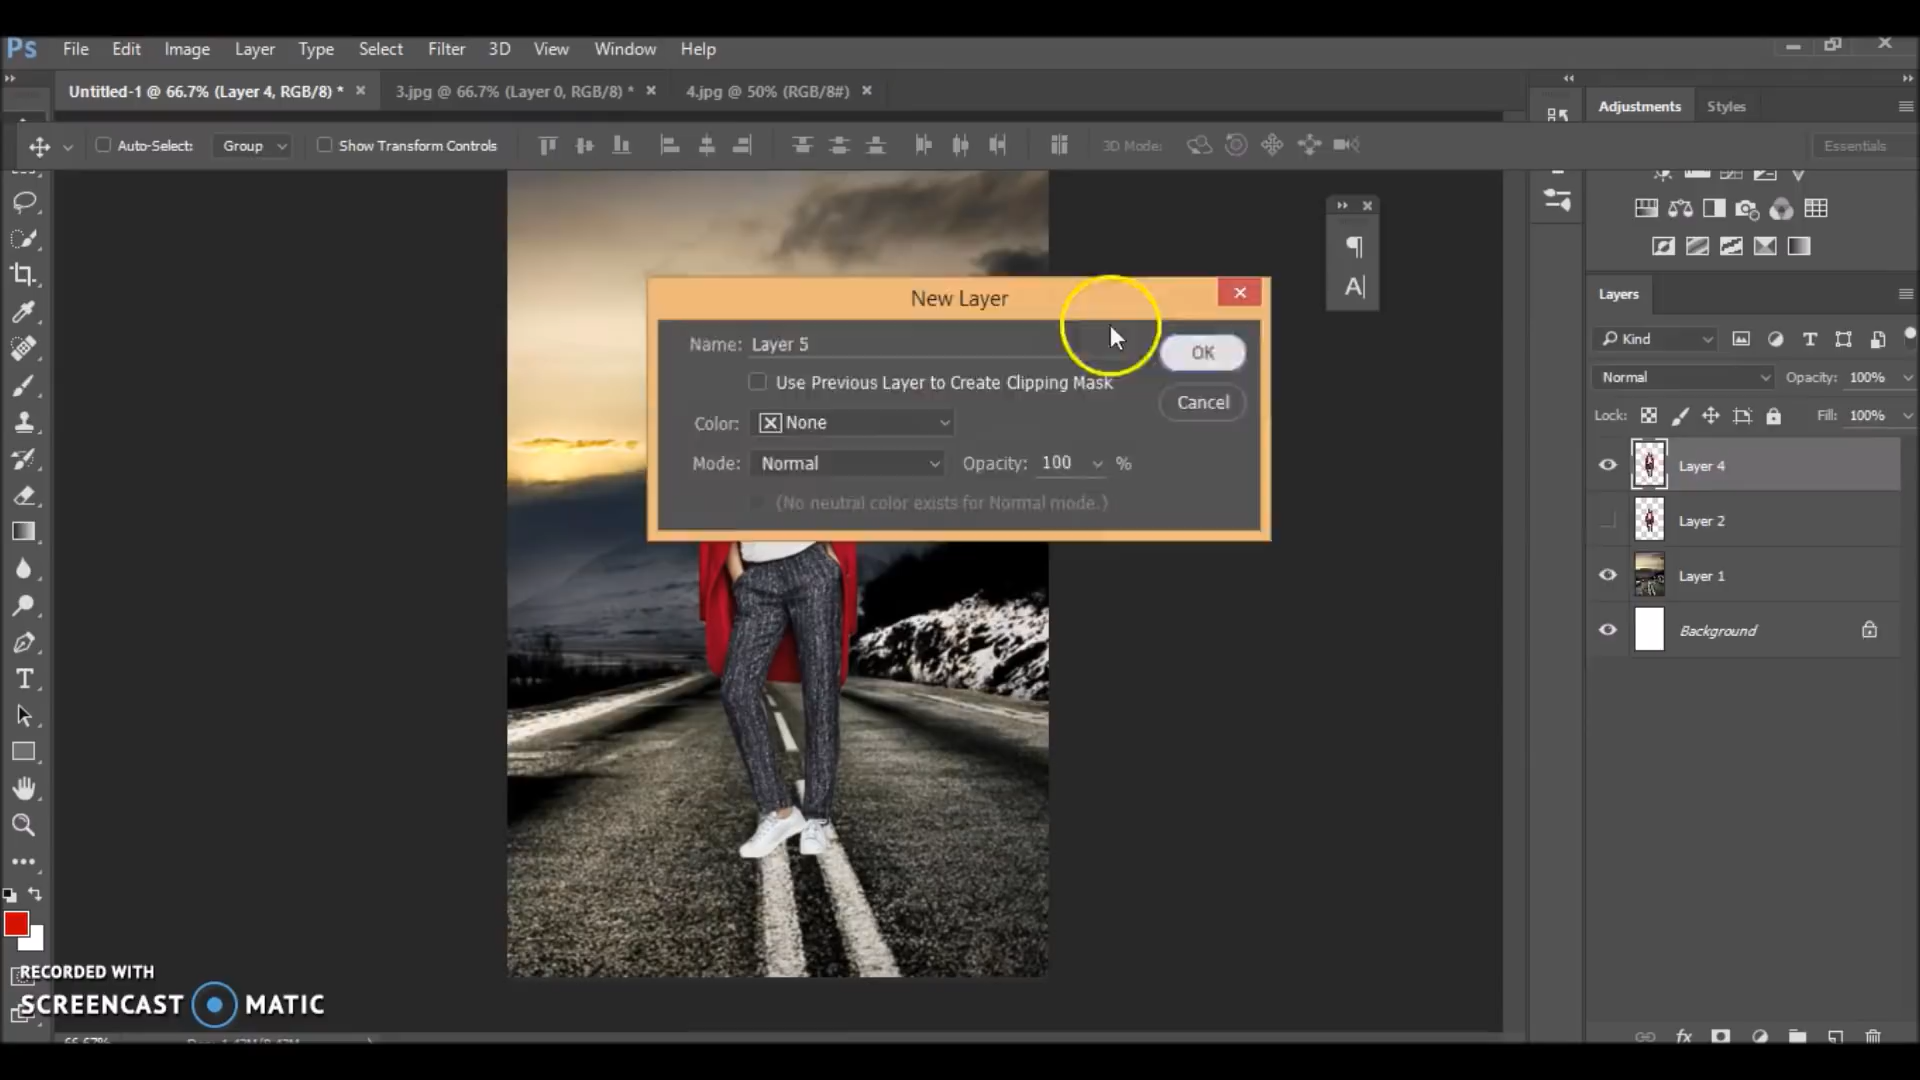 Ps File Edit Image Layer Type Select Filter 3D View Window Help
Untitled-1 @ 66.7% (Layer 4, RGB/8) * 3.jpg @ 66.7% (Layer 0, RGB/8) * 4.jpg @ 50% (RGB/8#)
Adjustments Styles
Auto-Select: Group Show Transform Controls 3D Mode: Essentials
New Layer
Name: Layer 5
OK
Use Previous Layer to Create Clipping Mask
Cancel
Color: None
Mode: Normal Opacity: 100 %
(No neutral color exists for Normal mode.)
Layers
Kind
Normal Opacity: 100%
Lock: Fill: 100%
Layer 4
Layer 2
Layer 1
Background
RECORDED WITH
SCREENCAST MATIC